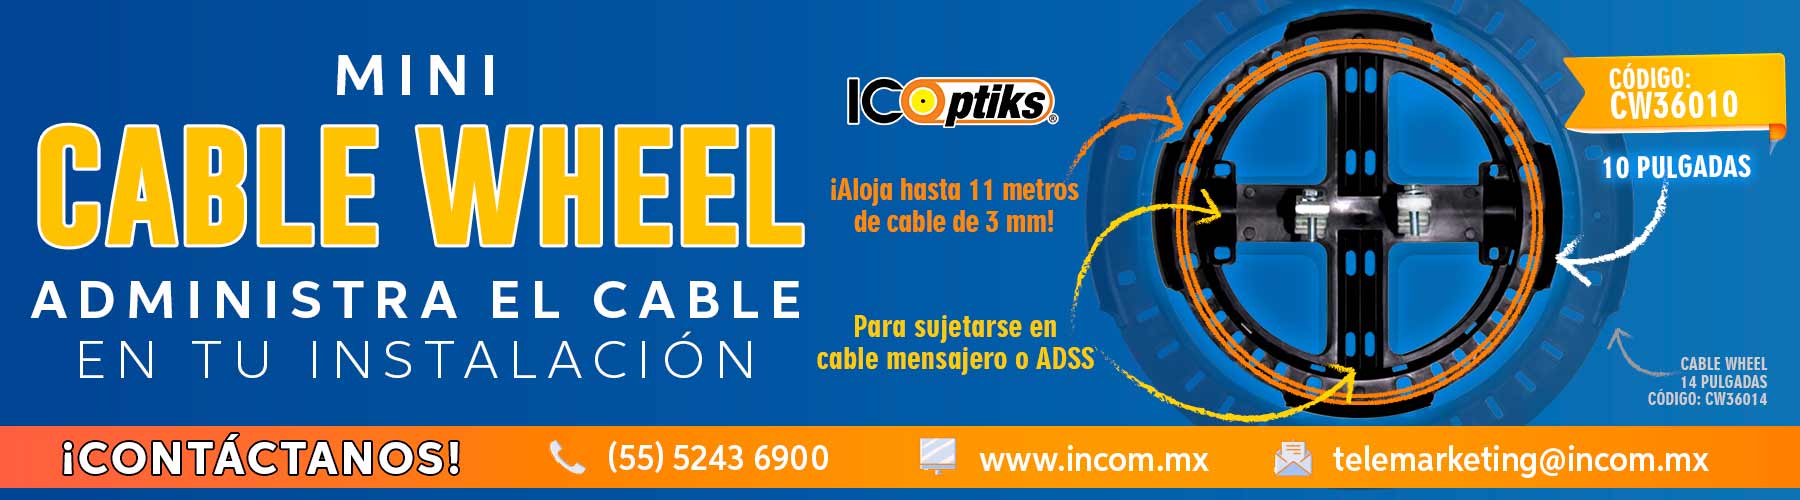 MINI
CABLE WHEEL
ADMINISTRA EL CABLE
EN TU INSTALACIÓN
ICOptiks®
¡Aloja hasta 11 metros
de cable de 3 mm!
Para sujetarse en
cable mensajero o ADSS
CÓDIGO:
CW36010
10 PULGADAS
CABLE WHEEL
14 PULGADAS
CÓDIGO: CW36014
¡CONTÁCTANOS!
(55) 5243 6900
www.incom.mx
telemarketing@incom.mx